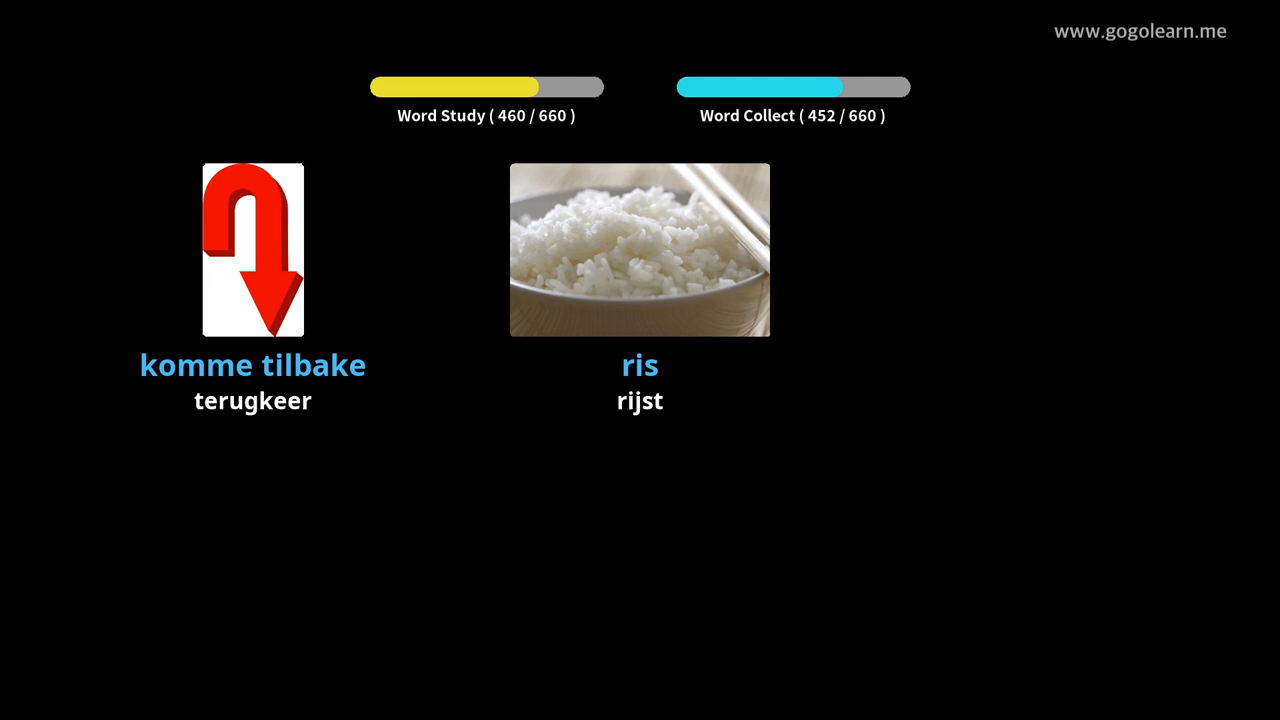 www.gogolearn.me
Word Study ( 460 / 660 )
Word Collect ( 452 / 660 )
komme tilbake
terugkeer
ris
rijst